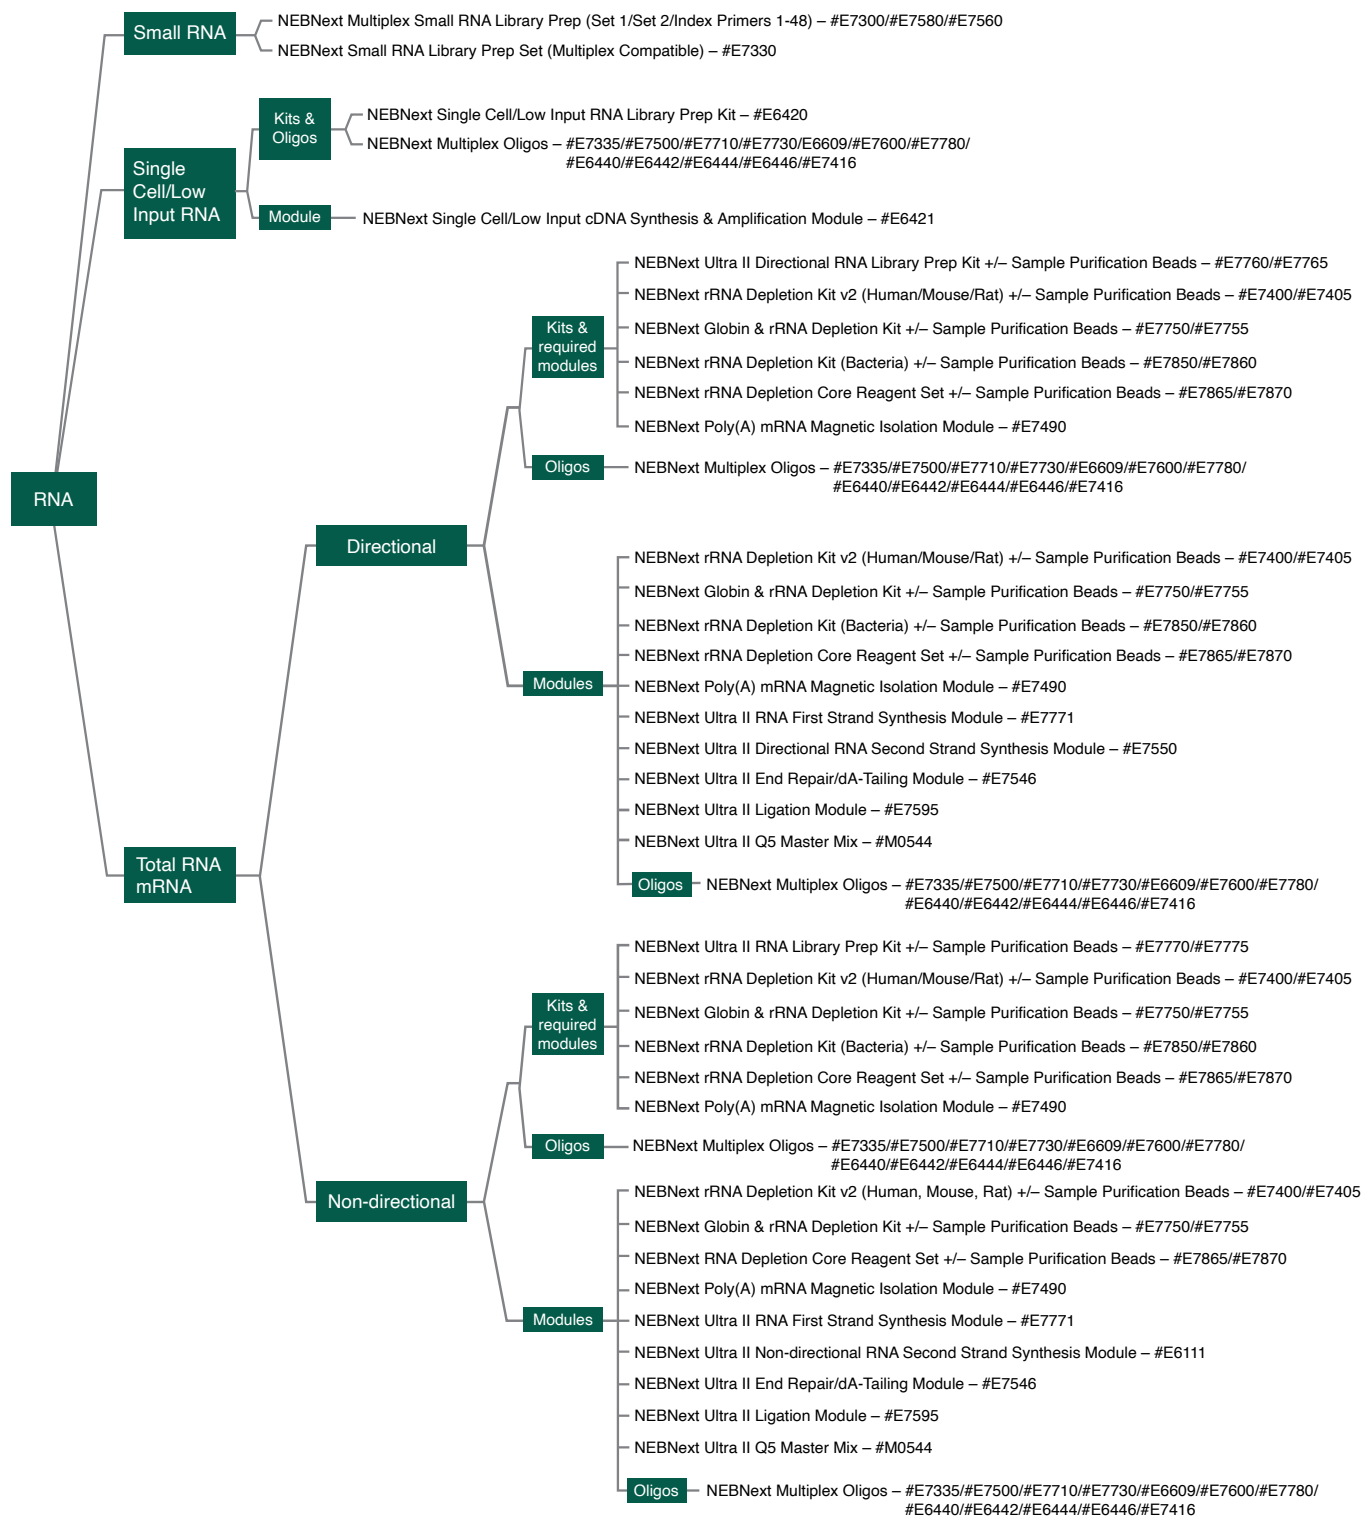 Small RNA
NEBNext Multiplex Small RNA Library Prep (Set 1/Set 2/Index Primers 1-48) – #E7300/#E7580/#E7560
NEBNext Small RNA Library Prep Set (Multiplex Compatible) – #E7330
Single
Cell/Low
Input RNA
Kits &
Oligos
NEBNext Single Cell/Low Input RNA Library Prep Kit – #E6420
NEBNext Multiplex Oligos – #E7335/#E7500/#E7710/#E7730/E6609/#E7600/#E7780/
#E6440/#E6442/#E6444/#E6446/#E7416
Module
NEBNext Single Cell/Low Input cDNA Synthesis & Amplification Module – #E6421
RNA
Total RNA
mRNA
Directional
Kits &
required
modules
NEBNext Ultra II Directional RNA Library Prep Kit +/– Sample Purification Beads – #E7760/#E7765
NEBNext rRNA Depletion Kit v2 (Human/Mouse/Rat) +/– Sample Purification Beads – #E7400/#E7405
NEBNext Globin & rRNA Depletion Kit +/– Sample Purification Beads – #E7750/#E7755
NEBNext rRNA Depletion Kit (Bacteria) +/– Sample Purification Beads – #E7850/#E7860
NEBNext rRNA Depletion Core Reagent Set +/– Sample Purification Beads – #E7865/#E7870
NEBNext Poly(A) mRNA Magnetic Isolation Module – #E7490
Oligos
NEBNext Multiplex Oligos – #E7335/#E7500/#E7710/#E7730/#E6609/#E7600/#E7780/
#E6440/#E6442/#E6444/#E6446/#E7416
Modules
NEBNext rRNA Depletion Kit v2 (Human/Mouse/Rat) +/– Sample Purification Beads – #E7400/#E7405
NEBNext Globin & rRNA Depletion Kit +/– Sample Purification Beads – #E7750/#E7755
NEBNext rRNA Depletion Kit (Bacteria) +/– Sample Purification Beads – #E7850/#E7860
NEBNext rRNA Depletion Core Reagent Set +/– Sample Purification Beads – #E7865/#E7870
NEBNext Poly(A) mRNA Magnetic Isolation Module – #E7490
NEBNext Ultra II RNA First Strand Synthesis Module – #E7771
NEBNext Ultra II Directional RNA Second Strand Synthesis Module – #E7550
NEBNext Ultra II End Repair/dA-Tailing Module – #E7546
NEBNext Ultra II Ligation Module – #E7595
NEBNext Ultra II Q5 Master Mix – #M0544
Oligos
NEBNext Multiplex Oligos – #E7335/#E7500/#E7710/#E7730/#E6609/#E7600/#E7780/
#E6440/#E6442/#E6444/#E6446/#E7416
Non-directional
Kits &
required
modules
NEBNext Ultra II RNA Library Prep Kit +/– Sample Purification Beads – #E7770/#E7775
NEBNext rRNA Depletion Kit v2 (Human/Mouse/Rat) +/– Sample Purification Beads – #E7400/#E7405
NEBNext Globin & rRNA Depletion Kit +/– Sample Purification Beads – #E7750/#E7755
NEBNext rRNA Depletion Kit (Bacteria) +/– Sample Purification Beads – #E7850/#E7860
NEBNext rRNA Depletion Core Reagent Set +/– Sample Purification Beads – #E7865/#E7870
NEBNext Poly(A) mRNA Magnetic Isolation Module – #E7490
Oligos
NEBNext Multiplex Oligos – #E7335/#E7500/#E7710/#E7730/#E6609/#E7600/#E7780/
#E6440/#E6442/#E6444/#E6446/#E7416
Modules
NEBNext rRNA Depletion Kit v2 (Human, Mouse, Rat) +/– Sample Purification Beads – #E7400/#E7405
NEBNext Globin & rRNA Depletion Kit +/– Sample Purification Beads – #E7750/#E7755
NEBNext RNA Depletion Core Reagent Set +/– Sample Purification Beads – #E7865/#E7870
NEBNext Poly(A) mRNA Magnetic Isolation Module – #E7490
NEBNext Ultra II RNA First Strand Synthesis Module – #E7771
NEBNext Ultra II Non-directional RNA Second Strand Synthesis Module – #E6111
NEBNext Ultra II End Repair/dA-Tailing Module – #E7546
NEBNext Ultra II Ligation Module – #E7595
NEBNext Ultra II Q5 Master Mix – #M0544
Oligos
NEBNext Multiplex Oligos – #E7335/#E7500/#E7710/#E7730/#E6609/#E7600/#E7780/
#E6440/#E6442/#E6444/#E6446/#E7416